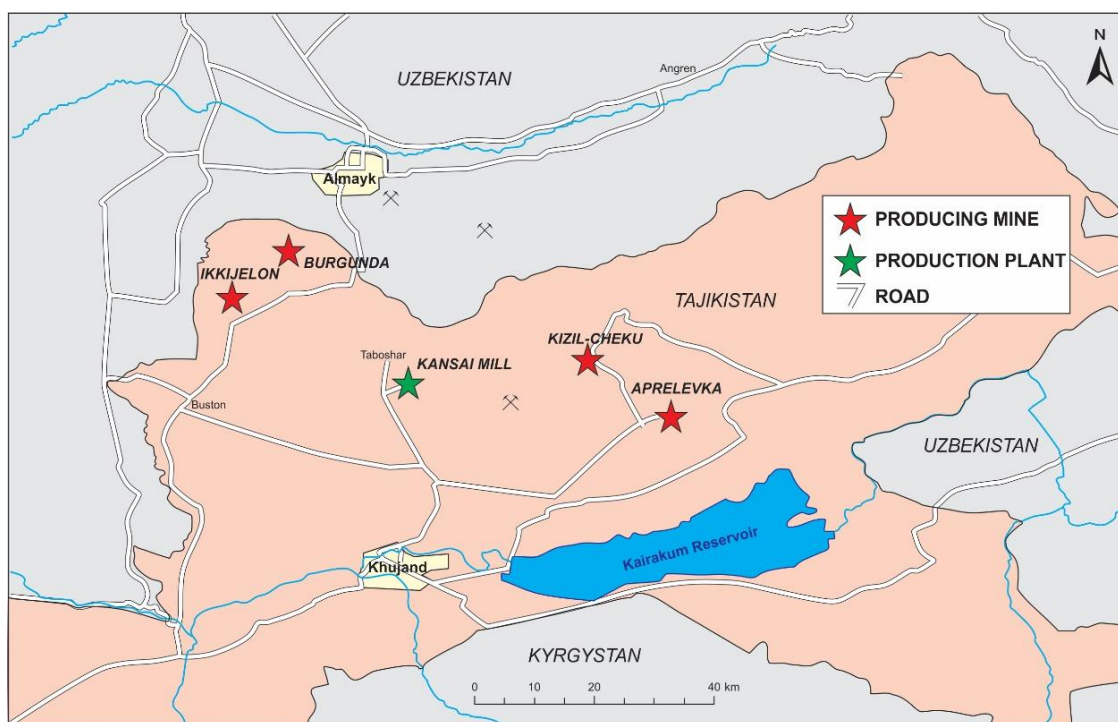 N
UZBEKISTAN
Angren
Almayk
PRODUCING MINE
PRODUCTION PLANT
ROAD
BURGUNDA
IKKIJELON
TAJIKISTAN
KIZIL-CHEKU
Taboshar
KANSAI MILL
APRELEVKA
Buston
UZBEKISTAN
Kairakum Reservoir
Khujand
KYRGYSTAN
0 10 20 40 km